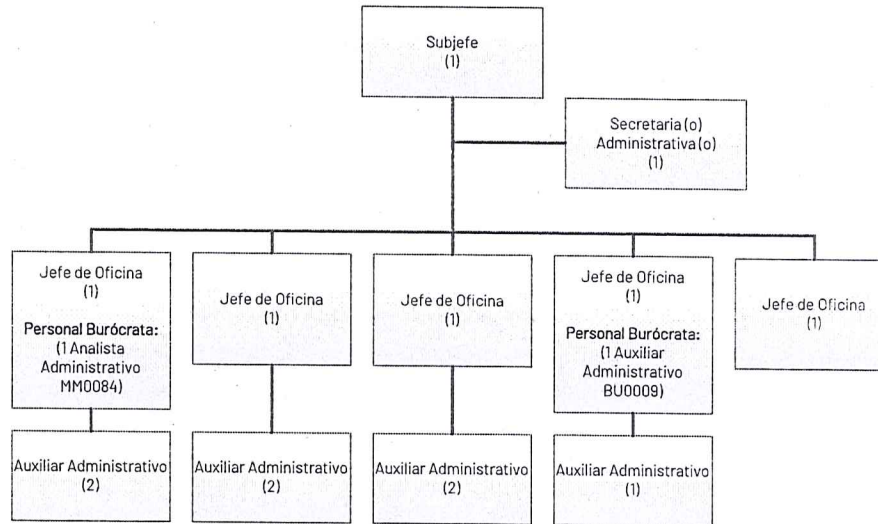 Subjefe
(1)
Secretaria(o)
Administrativa(o)
(1)
Jefe de Oficina
(1)
Personal Burócrata:
(1 Analista
Administrativo
MM0084)
Jefe de Oficina
(1)
Jefe de Oficina
(1)
Jefe de Oficina
(1)
Personal Burócrata:
(1 Auxiliar
Administrativo
BU0009)
Jefe de Oficina
(1)
Auxiliar Administrativo
(2)
Auxiliar Administrativo
(2)
Auxiliar Administrativo
(2)
Auxiliar Administrativo
(1)